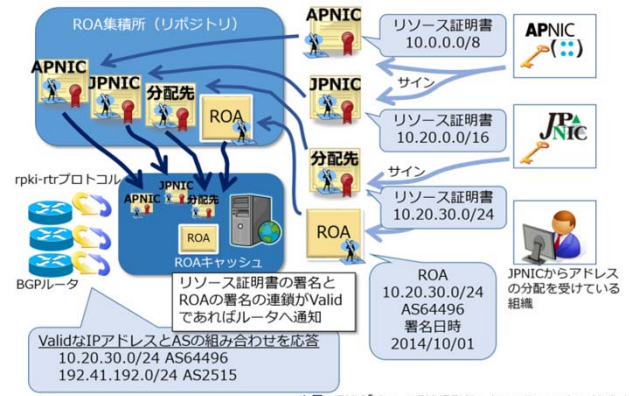 ROA集積所（リポジトリ）
APNIC
JPNIC
分配先
ROA
APNIC
リソース証明書
10.0.0.0/8
サイン
APNIC
JPNIC
リソース証明書
10.20.0.0/16
JPNIC
分配先
サイン
リソース証明書
10.20.30.0/24
ROA
ROA
10.20.30.0/24
AS64496
署名日時
2014/10/01
JPNICからアドレス
の分配を受けている
組織
rpki-rtrプロトコル
BGPルータ
APNIC
JPNIC
分配先
ROA
ROAキャッシュ
リソース証明書の署名と
ROAの署名の連鎖がValid
であればルータへ通知
ValidなIPアドレスとASの組み合わせを応答
10.20.30.0/24 AS64496
192.41.192.0/24 AS2515